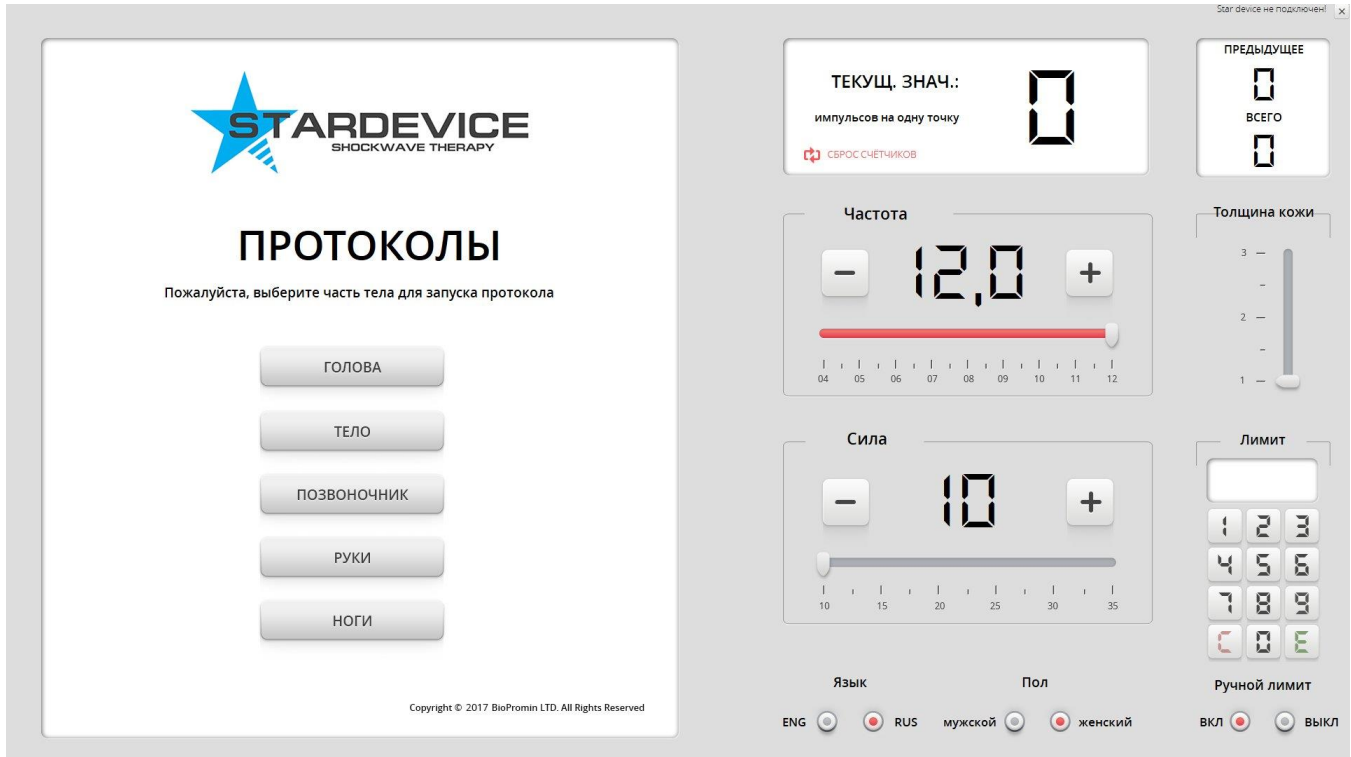 Star device не подключен!
STARDEVICE
SHOCKWAVE THERAPY
ПРОТОКОЛЫ
Пожалуйста, выберите часть тела для запуска протокола
ГОЛОВА
ТЕЛО
ПОЗВОНОЧНИК
РУКИ
НОГИ
Copyright © 2017 BioPromin LTD. All Rights Reserved
ТЕКУЩ. ЗНАЧ.:
импульсов на одну точку
0
СБРОС СЧЁТЧИКОВ
ПРЕДЫДУЩЕЕ
0
ВСЕГО
0
Частота
− 12,0 +
04 05 06 07 08 09 10 11 12
Толщина кожи
3
2
1
Сила
− 10 +
10 15 20 25 30 35
Лимит
1 2 3
4 5 6
7 8 9
C 0 E
Язык
ENG RUS
Пол
мужской женский
Ручной лимит
ВКЛ ВЫКЛ